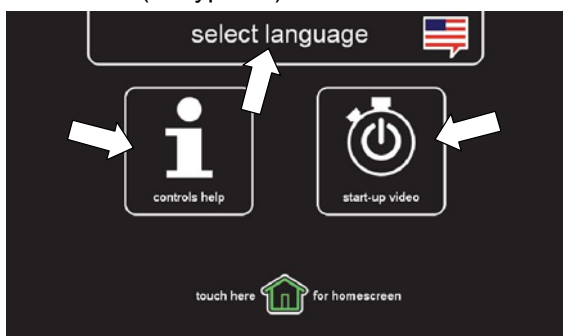 select language
controls help
start-up video
touch here for homescreen